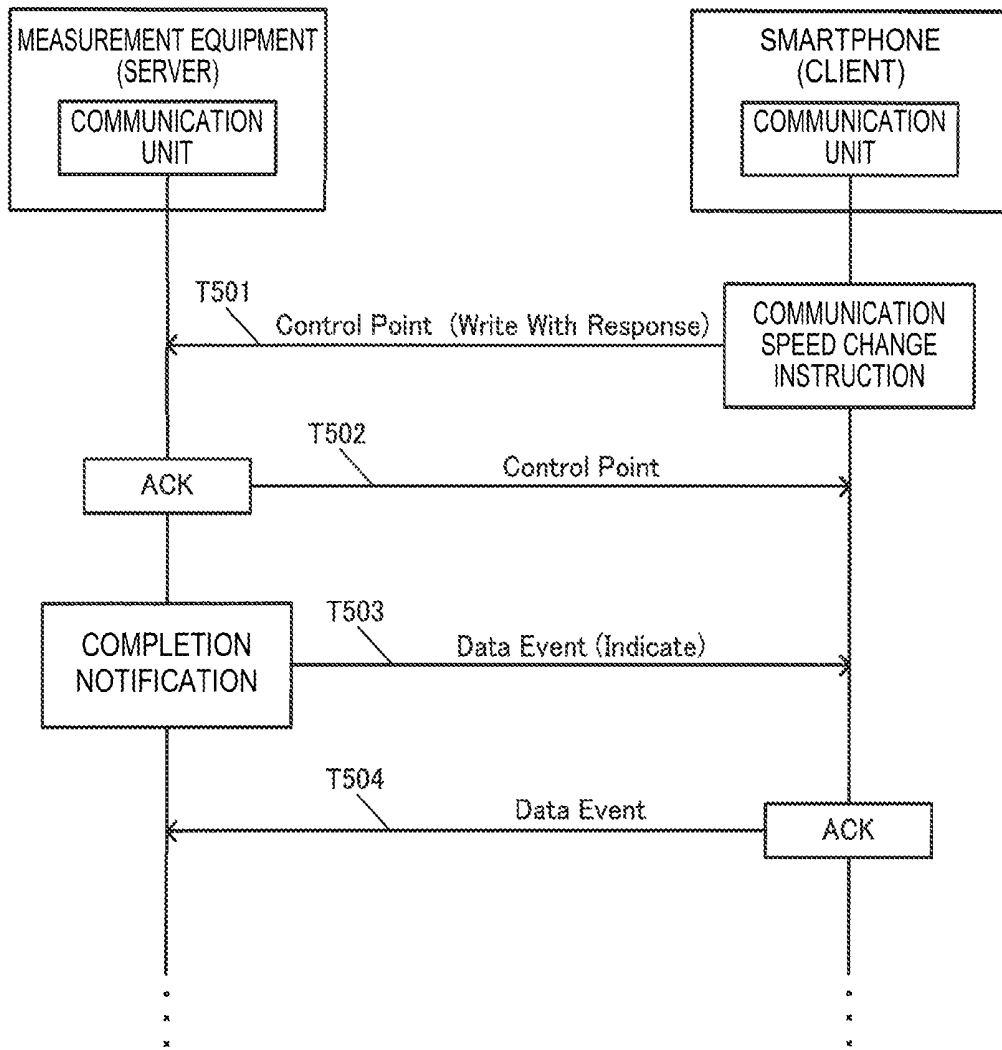 MEASUREMENT EQUIPMENT
(SERVER)
COMMUNICATION
UNIT
SMARTPHONE
(CLIENT)
COMMUNICATION
UNIT
T501
Control Point (Write With Response)
COMMUNICATION
SPEED CHANGE
INSTRUCTION
T502
ACK
Control Point
T503
COMPLETION
NOTIFICATION
Data Event (Indicate)
T504
Data Event
ACK